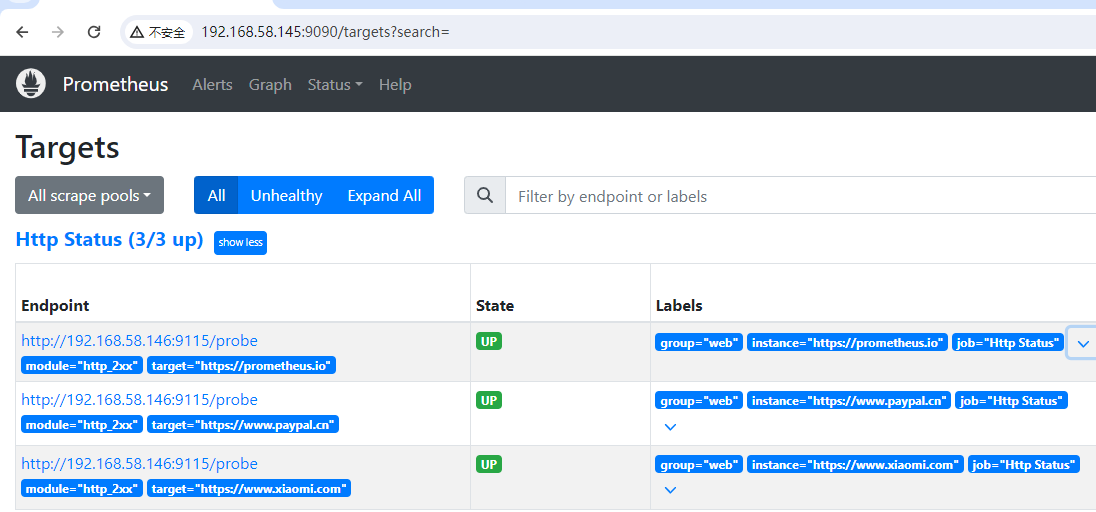 不安全 192.168.58.145:9090/targets?search=
Prometheus Alerts Graph Status Help
Targets
All scrape pools All Unhealthy Expand All Filter by endpoint or labels
Http Status (3/3 up) show less
Endpoint State Labels
http://192.168.58.146:9115/probe UP group="web" instance="https://prometheus.io" job="Http Status"
module="http_2xx" target="https://prometheus.io"
http://192.168.58.146:9115/probe UP group="web" instance="https://www.paypal.cn" job="Http Status"
module="http_2xx" target="https://www.paypal.cn"
http://192.168.58.146:9115/probe UP group="web" instance="https://www.xiaomi.com" job="Http Status"
module="http_2xx" target="https://www.xiaomi.com"